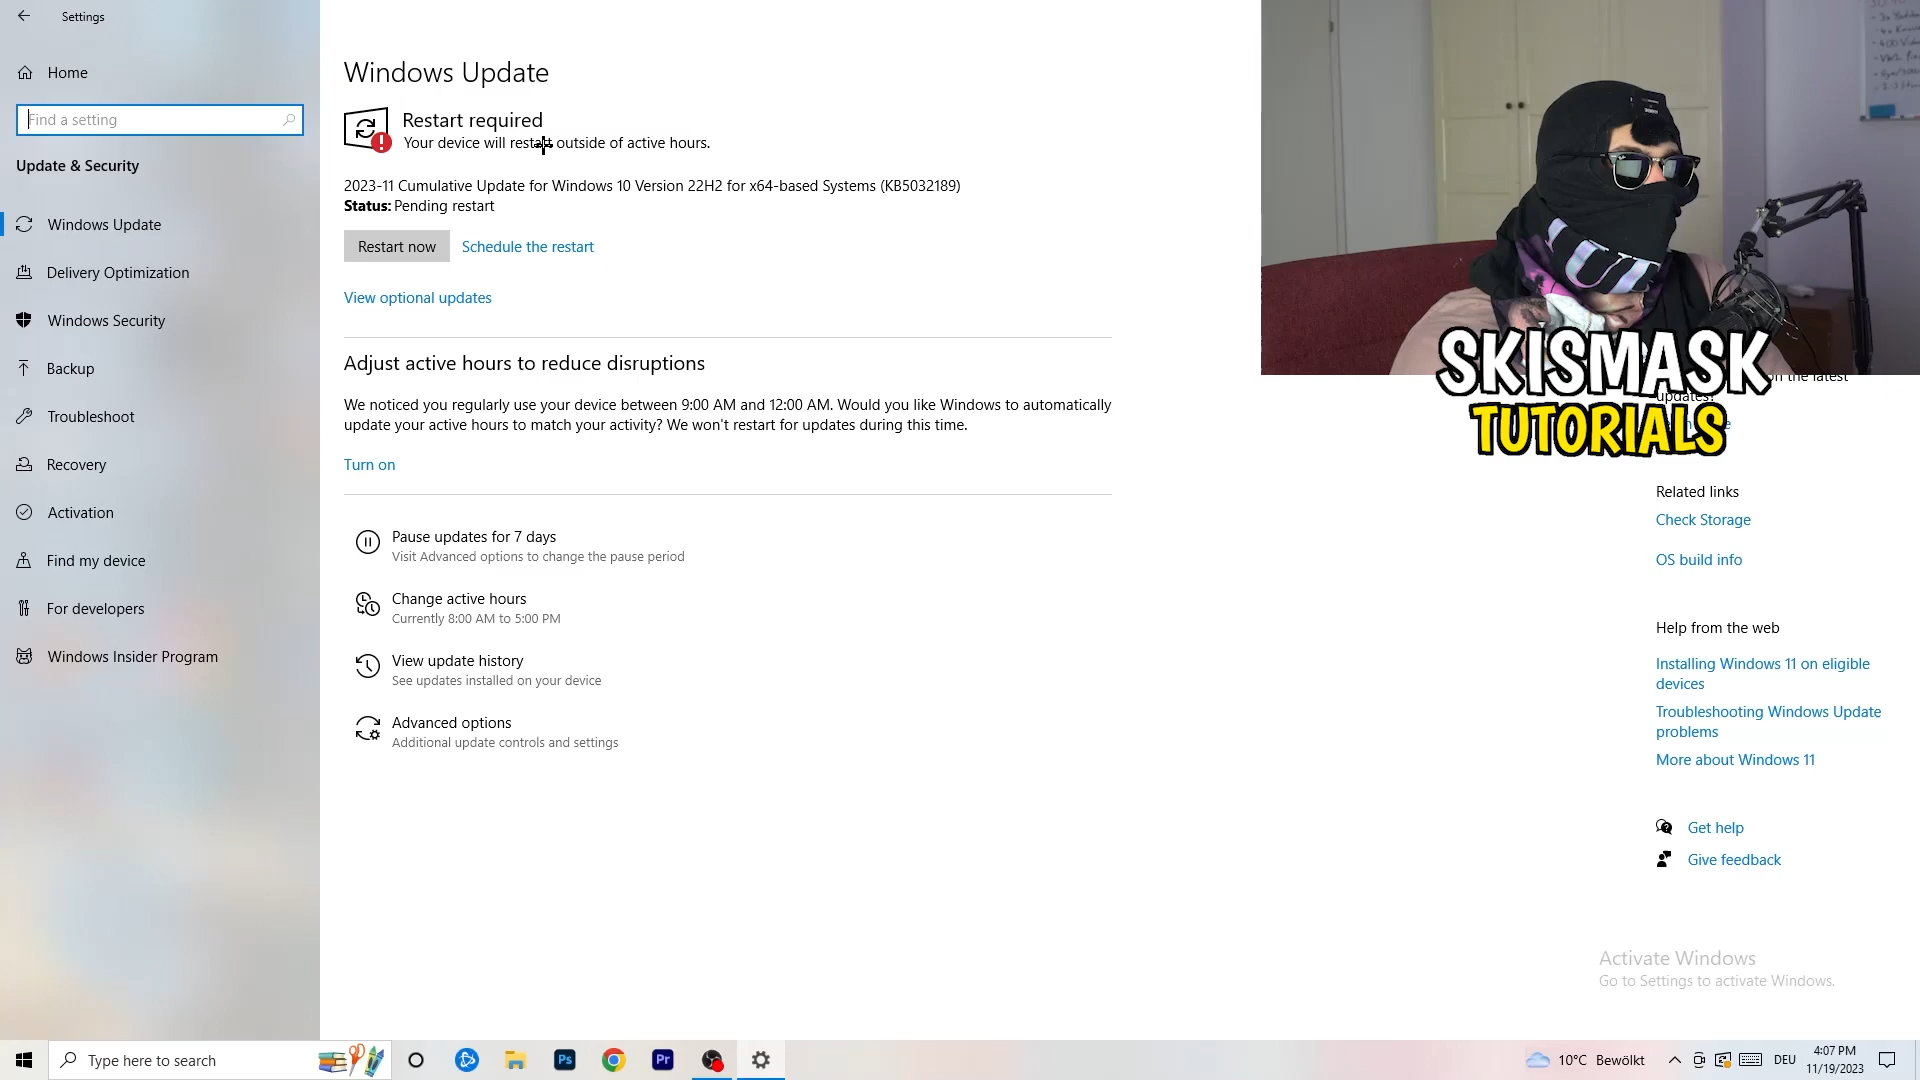 Settings
Home
Find a setting
Update & Security
Windows Update
Delivery Optimization
Windows Security
Backup
Troubleshoot
Recovery
Activation
Find my device
For developers
Windows Insider Program
Windows Update
Restart required
Your device will restart outside of active hours.
2023-11 Cumulative Update for Windows 10 Version 22H2 for x64-based Systems (KB5032189)
Status: Pending restart
Restart now
Schedule the restart
View optional updates
Adjust active hours to reduce disruptions
We noticed you regularly use your device between 9:00 AM and 12:00 AM. Would you like Windows to automatically
update your active hours to match your activity? We won't restart for updates during this time.
Turn on
Pause updates for 7 days
Visit Advanced options to change the pause period
Change active hours
Currently 8:00 AM to 5:00 PM
View update history
See updates installed on your device
Advanced options
Additional update controls and settings
SKISMASK
TUTORIALS
on the latest
updates?
Related links
Check Storage
OS build info
Help from the web
Installing Windows 11 on eligible
devices
Troubleshooting Windows Update
problems
More about Windows 11
Get help
Give feedback
Activate Windows
Go to Settings to activate Windows.
Type here to search
Ps
Pr
10°C Bewölkt
DEU
4:07 PM
11/19/2023